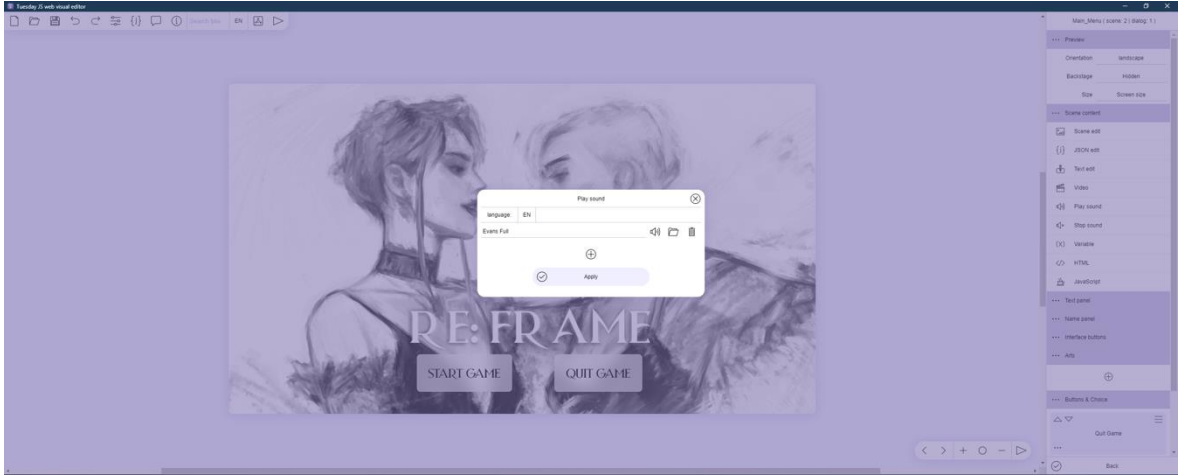 Tuesday JS web visual editor
Search files
EN
Main_Menu ( scene: 2 | dialog: 1 )
Preview
Orientation landscape
Backstage Hidden
Size Screen size
Scene content
Scene edit
JSON edit
Text edit
Video
Play sound
Stop sound
Variable
HTML
JavaScript
Text panel
Name panel
Interface buttons
Arts
Buttons & Choice
Quit Game
Back
Play sound
language: EN
Evans Full
Apply
RE:FRAME
START GAME QUIT GAME